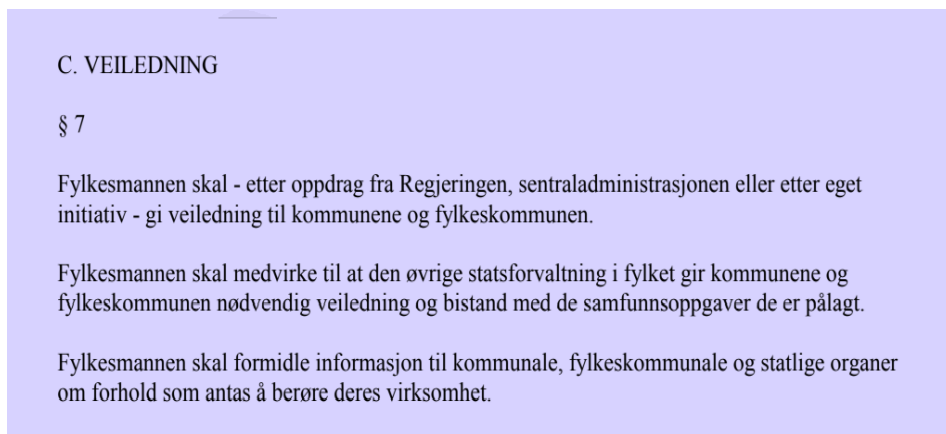 C. VEILEDNING
§ 7
Fylkesmannen skal - etter oppdrag fra Regjeringen, sentraladministrasjonen eller etter eget
initiativ - gi veiledning til kommunene og fylkeskommunen.
Fylkesmannen skal medvirke til at den øvrige statsforvaltning i fylket gir kommunene og
fylkeskommunen nødvendig veiledning og bistand med de samfunnsoppgaver de er pålagt.
Fylkesmannen skal formidle informasjon til kommunale, fylkeskommunale og statlige organer
om forhold som antas å berøre deres virksomhet.